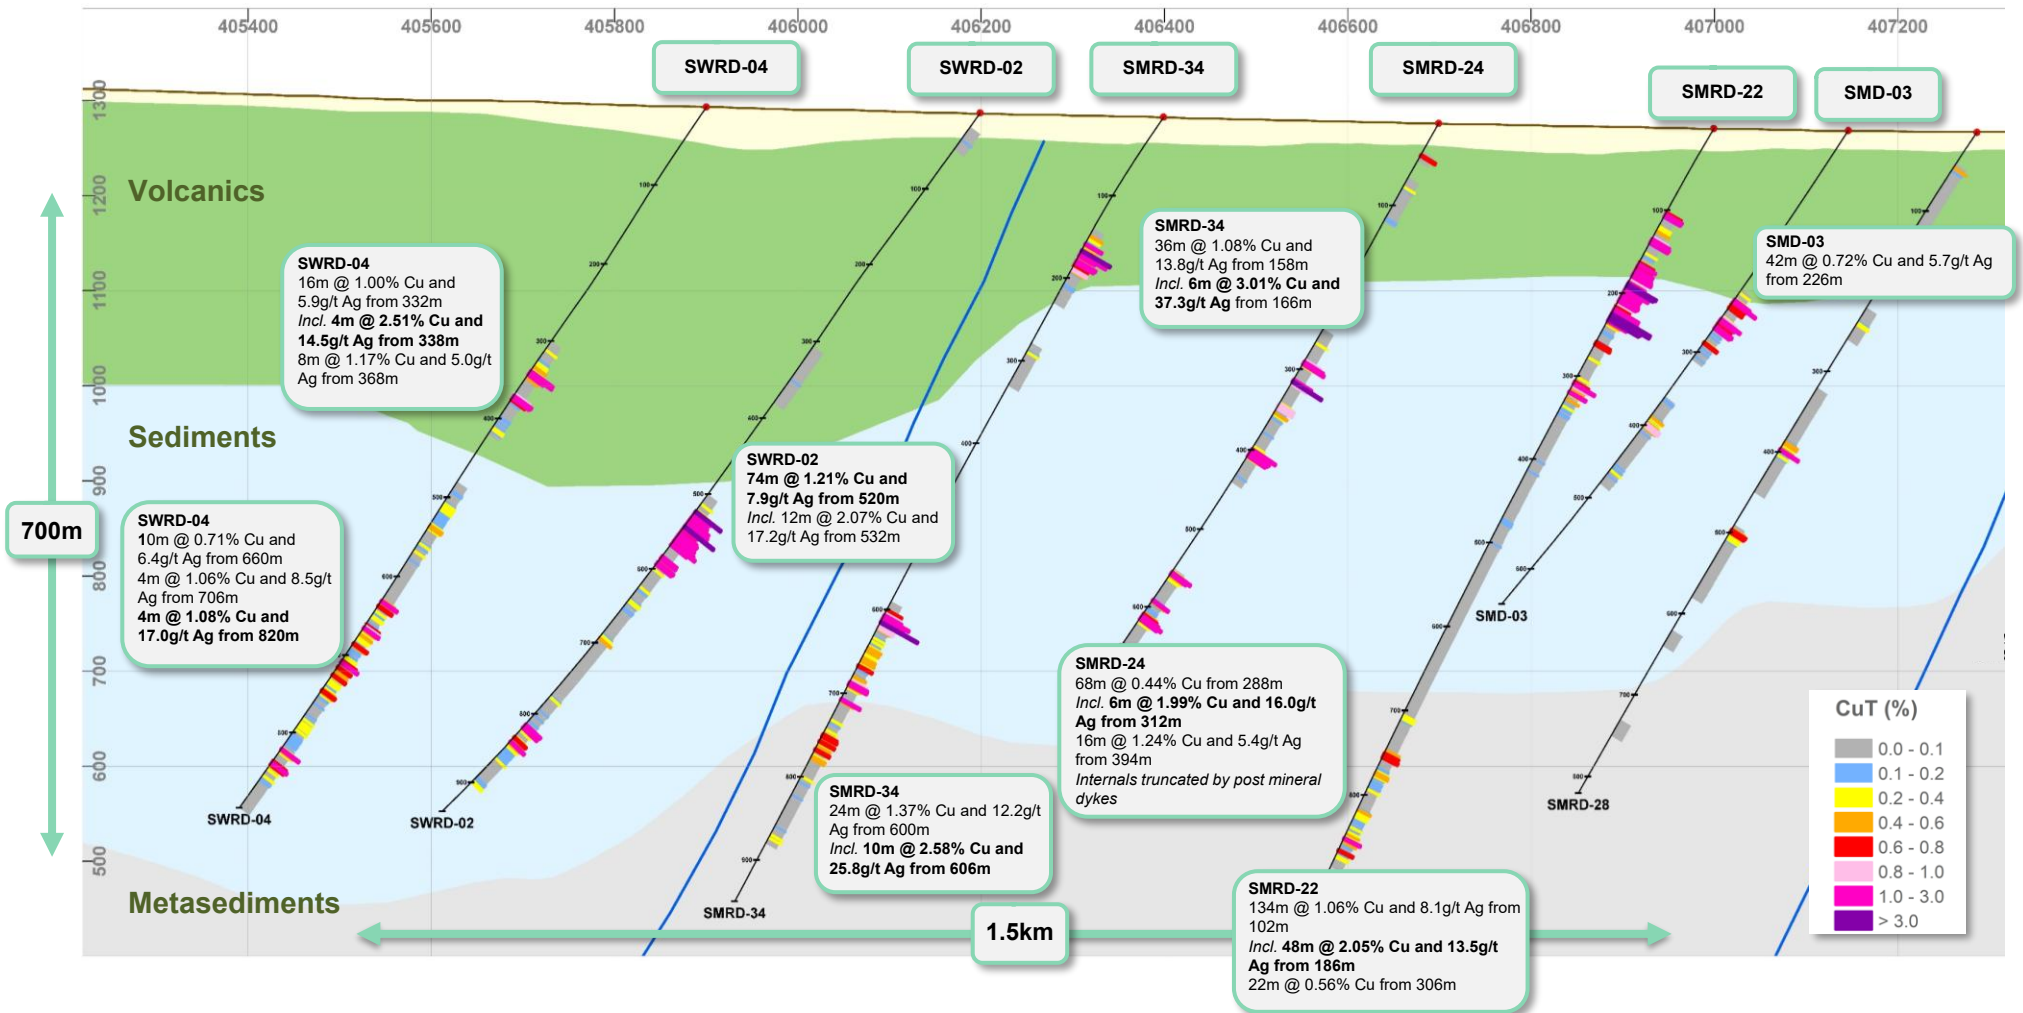 405400 405600 405800 406000 406200 406400 406600 406800 407000 407200
SWRD-04
SWRD-02
SMRD-34
SMRD-24
SMRD-22
SMD-03
1300
1200
1100
1000
900
800
700
600
500
Volcanics
Sediments
Metasediments
700m
1.5km
SWRD-04
16m @ 1.00% Cu and
5.9g/t Ag from 332m
Incl. 4m @ 2.51% Cu and
14.5g/t Ag from 338m
8m @ 1.17% Cu and 5.0g/t
Ag from 368m
SWRD-04
10m @ 0.71% Cu and
6.4g/t Ag from 660m
4m @ 1.06% Cu and 8.5g/t
Ag from 706m
4m @ 1.08% Cu and
17.0g/t Ag from 820m
SWRD-02
74m @ 1.21% Cu and
7.9g/t Ag from 520m
Incl. 12m @ 2.07% Cu and
17.2g/t Ag from 532m
SMRD-34
36m @ 1.08% Cu and
13.8g/t Ag from 158m
Incl. 6m @ 3.01% Cu and
37.3g/t Ag from 166m
SMD-03
42m @ 0.72% Cu and 5.7g/t Ag
from 226m
SMRD-24
68m @ 0.44% Cu from 288m
Incl. 6m @ 1.99% Cu and 16.0g/t
Ag from 312m
16m @ 1.24% Cu and 5.4g/t Ag
from 394m
Internals truncated by post mineral
dykes
SMRD-34
24m @ 1.37% Cu and 12.2g/t
Ag from 600m
Incl. 10m @ 2.58% Cu and
25.8g/t Ag from 606m
SMRD-22
134m @ 1.06% Cu and 8.1g/t Ag from
102m
Incl. 48m @ 2.05% Cu and 13.5g/t
Ag from 186m
22m @ 0.56% Cu from 306m
SWRD-04
SWRD-02
SMRD-34
SMD-03
SMRD-28
CuT (%)
0.0 - 0.1
0.1 - 0.2
0.2 - 0.4
0.4 - 0.6
0.6 - 0.8
0.8 - 1.0
1.0 - 3.0
> 3.0